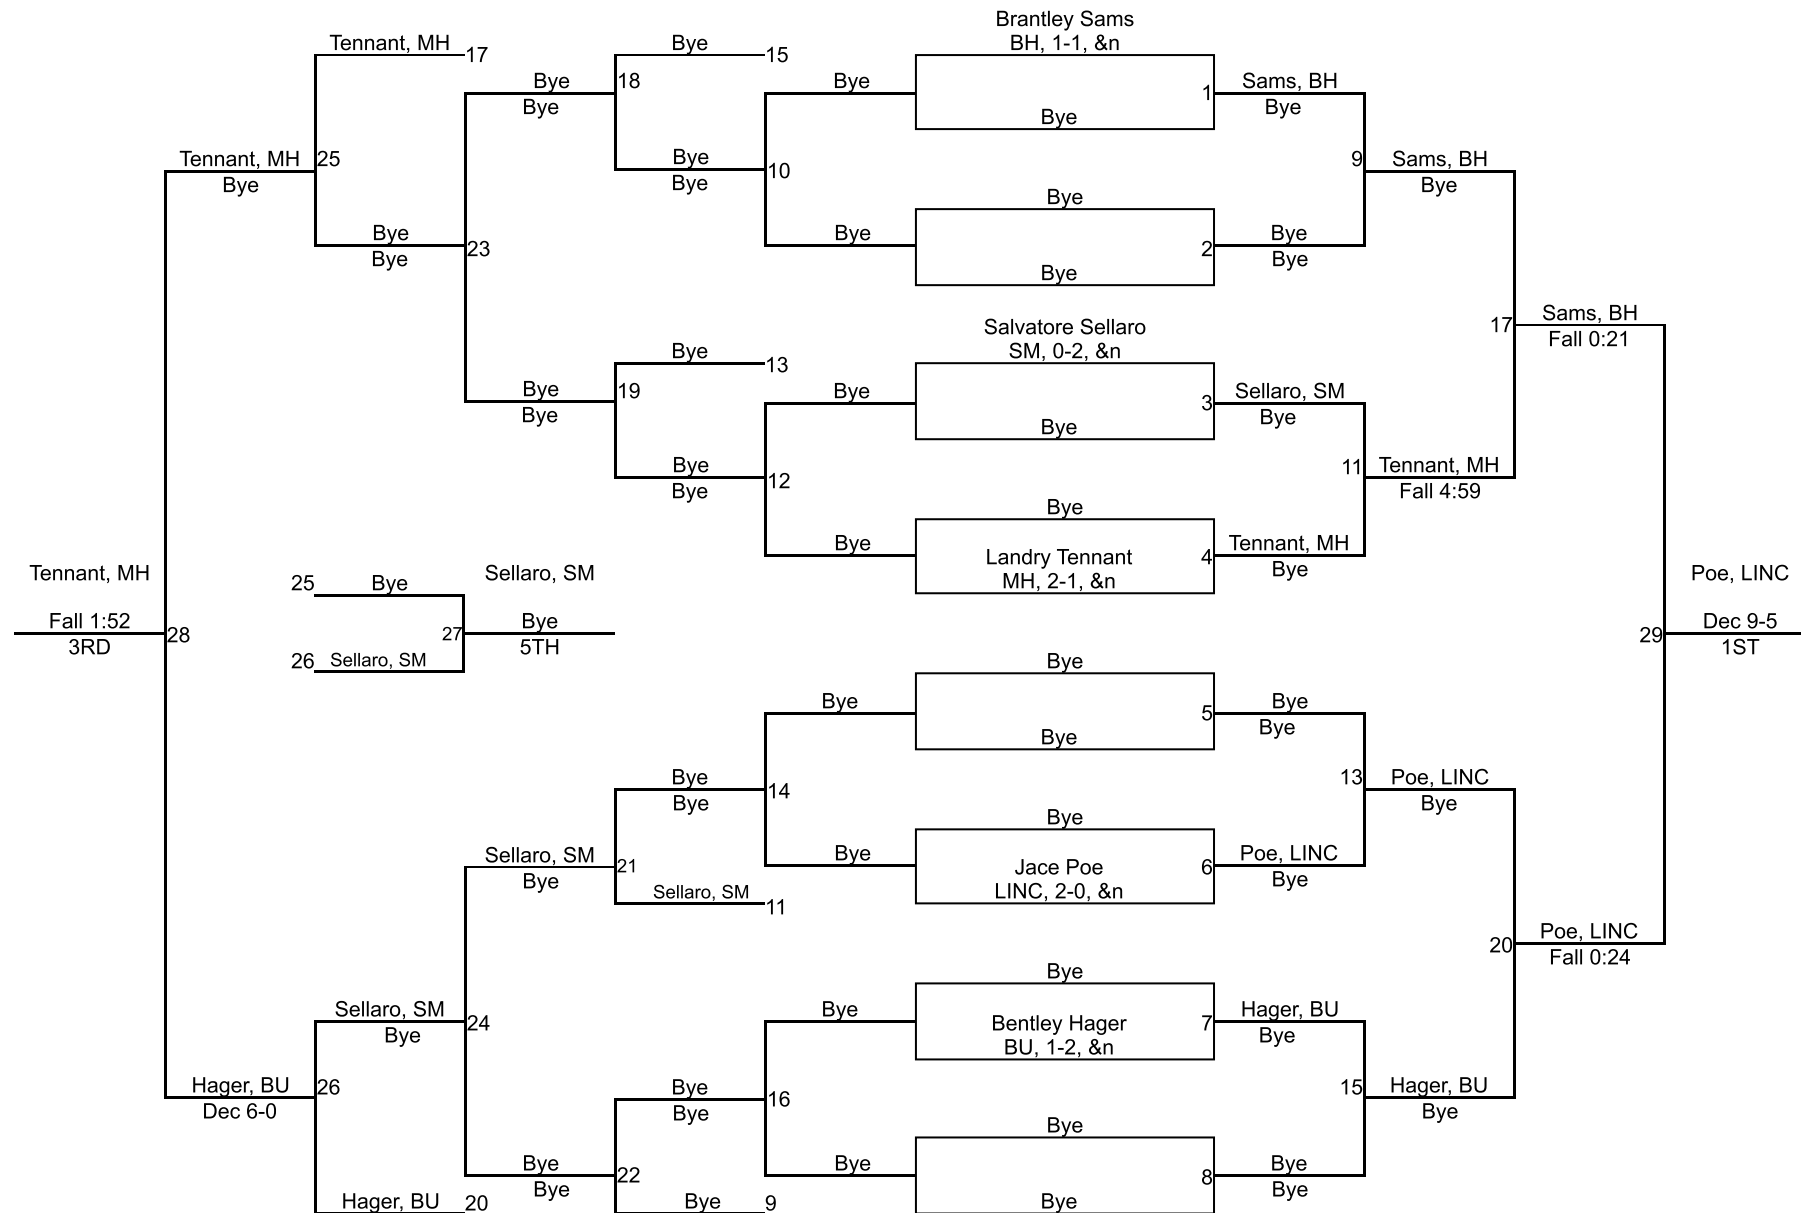 Brantley Sams
BH, 1-1, &n
Tennant, MH
17
Bye
15
Bye
18
Bye
Bye
1
Sams, BH
Bye
Bye
Bye
Tennant, MH
25
Bye
Bye
10
Bye
9
Sams, BH
Bye
Bye
Bye
Bye
Bye
23
Bye
2
Bye
Bye
Bye
Salvatore Sellaro
SM, 0-2, &n
17
Sams, BH
Fall 0:21
Bye
13
Bye
19
Bye
Bye
3
Sellaro, SM
Bye
Bye
Bye
Bye
12
11
Tennant, MH
Fall 4:59
Bye
Bye
Landry Tennant
MH, 2-1, &n
4
Tennant, MH
Bye
Tennant, MH
25
Bye
Sellaro, SM
Poe, LINC
Fall 1:52
28
3RD
27
Bye
5TH
29
Dec 9-5
1ST
26
Sellaro, SM
Bye
Bye
5
Bye
Bye
Bye
Bye
Bye
14
13
Poe, LINC
Bye
Bye
Sellaro, SM
21
Bye
Bye
Jace Poe
LINC, 2-0, &n
6
Poe, LINC
Bye
Sellaro, SM
11
20
Poe, LINC
Fall 0:24
Bye
Sellaro, SM
24
Bye
Bye
Bentley Hager
BU, 1-2, &n
7
Hager, BU
Bye
Hager, BU
26
Dec 6-0
Bye
Bye
16
15
Hager, BU
Bye
Bye
Bye
Bye
22
Bye
8
Bye
Bye
Hager, BU
20
Bye
9
Bye